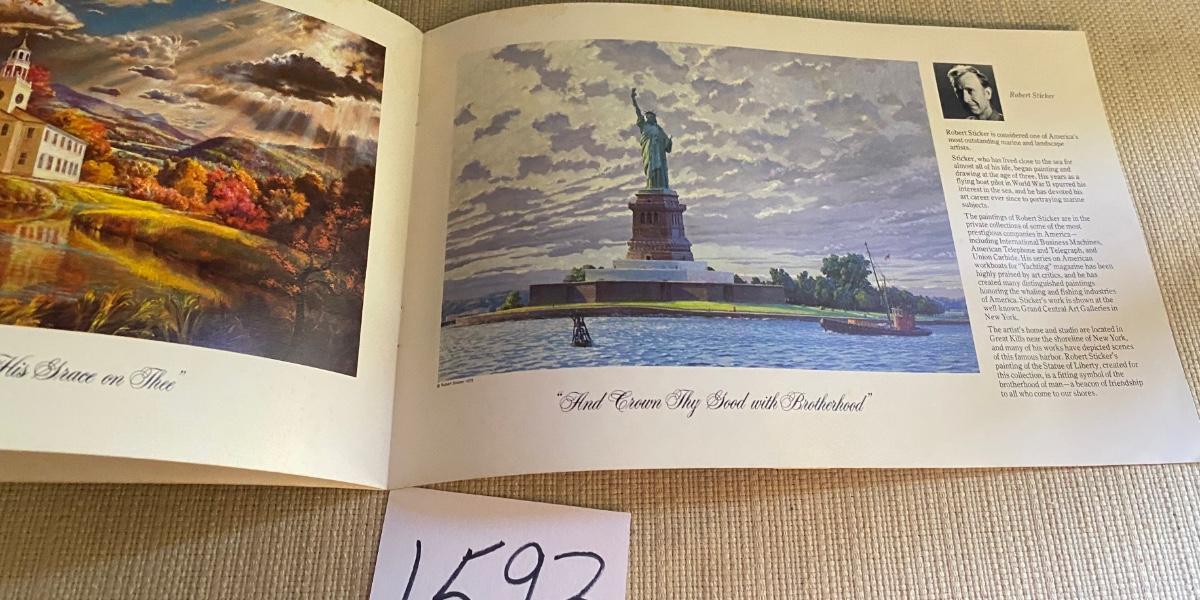 His Grace on Thee"
© Robert Sticker 1975
"And Crown Thy Good with Brotherhood"
Robert Sticker
Robert Sticker is considered one of America's
most outstanding marine and landscape
artists.
Sticker, who has lived close to the sea for
almost all of his life, began painting and
drawing at the age of three. His years as a
flying boat pilot in World War II spurred his
interest in the sea, and he has devoted his
art career ever since to portraying marine
subjects.
The paintings of Robert Sticker are in the
private collections of some of the most
prestigious companies in America—
including International Business Machines,
American Telephone and Telegraph, and
Union Carbide. His series on American
workboats for "Yachting" magazine has been
highly praised by art critics, and he has
created many distinguished paintings
honoring the whaling and fishing industries
of America. Sticker's work is shown at the
well known Grand Central Art Galleries in
New York.
The artist's home and studio are located in
Great Kills near the shoreline of New York,
and many of his works have depicted scenes
of this famous harbor. Robert Sticker's
painting of the Statue of Liberty, created for
this collection, is a fitting symbol of the
brotherhood of man—a beacon of friendship
to all who come to our shores.
1592